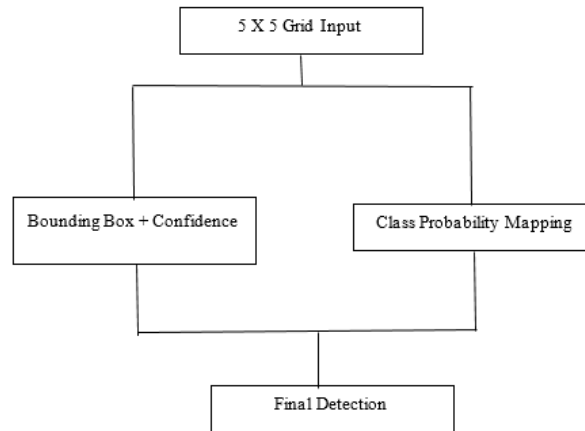 5 X 5 Grid Input
Bounding Box + Confidence
Class Probability Mapping
Final Detection